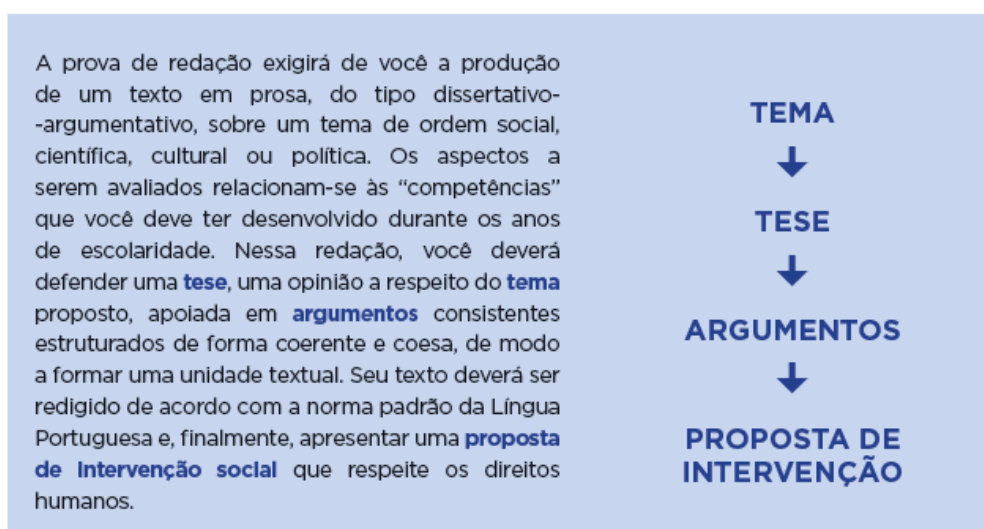 A prova de redação exigirá de você a produção
de um texto em prosa, do tipo dissertativo-
-argumentativo, sobre um tema de ordem social,
científica, cultural ou política. Os aspectos a
serem avaliados relacionam-se às “competências”
que você deve ter desenvolvido durante os anos
de escolaridade. Nessa redação, você deverá
defender uma tese, uma opinião a respeito do tema
proposto, apoiada em argumentos consistentes
estruturados de forma coerente e coesa, de modo
a formar uma unidade textual. Seu texto deverá ser
redigido de acordo com a norma padrão da Língua
Portuguesa e, finalmente, apresentar uma proposta
de intervenção social que respeite os direitos
humanos.
TEMA
TESE
ARGUMENTOS
PROPOSTA DE
INTERVENÇÃO